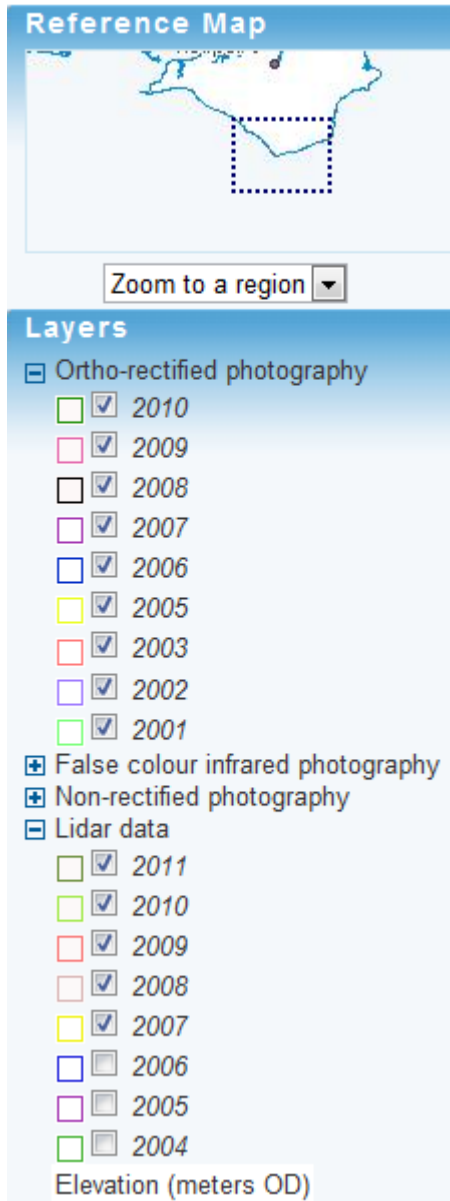 Reference Map
Zoom to a region
Layers
Ortho-rectified photography
2010
2009
2008
2007
2006
2005
2003
2002
2001
False colour infrared photography
Non-rectified photography
Lidar data
2011
2010
2009
2008
2007
2006
2005
2004
Elevation (meters OD)